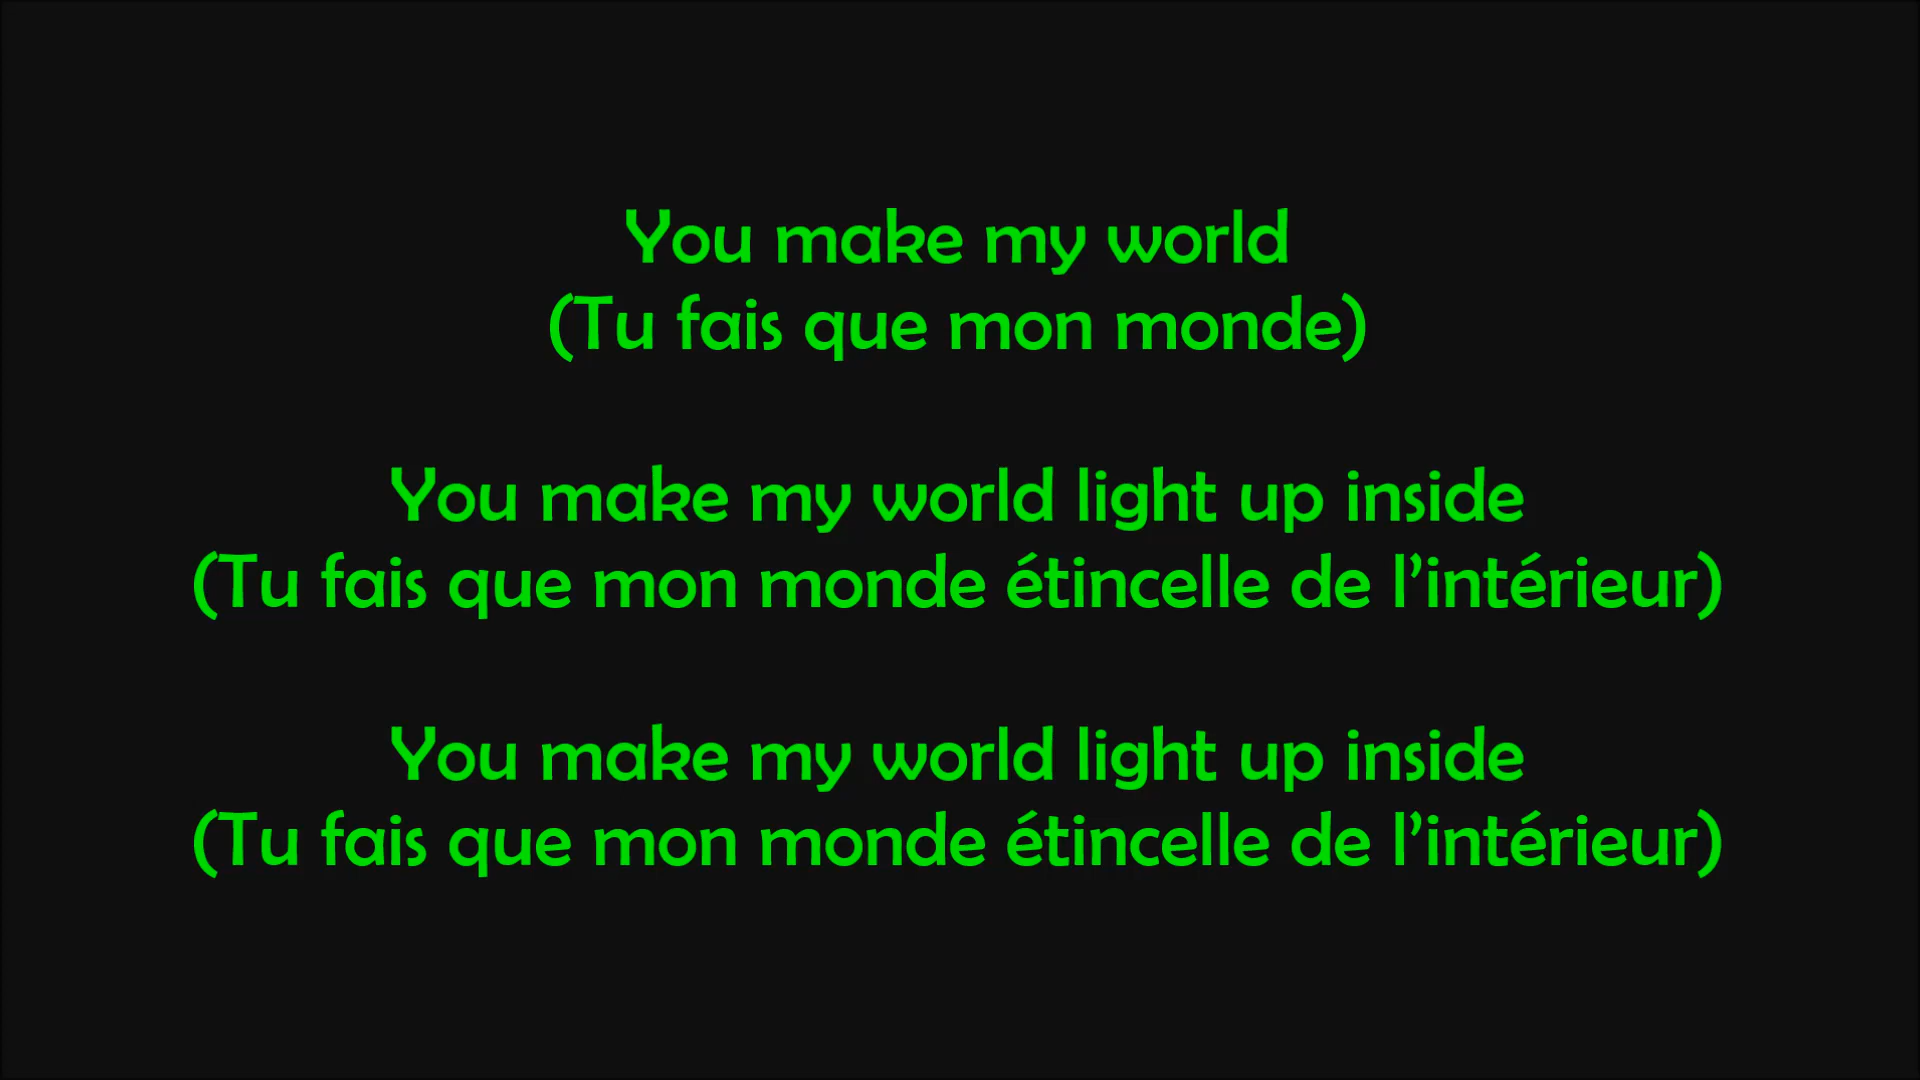 You make my world
(Tu fais que mon monde)
You make my world light up inside
(Tu fais que mon monde étincelle de l’intérieur)
You make my world light up inside
(Tu fais que mon monde étincelle de l’intérieur)